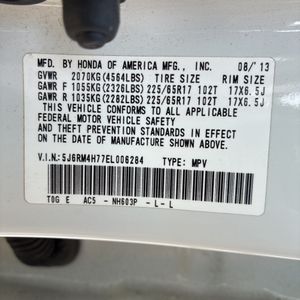 MFD. BY HONDA OF AMERICA MFG., INC. 08/'13
GVWR 2070KG(4564LBS) TIRE SIZE RIM SIZE
GAWR F 1055KG(2326LBS) 225/65R17 102T 17X6.5J
GAWR R 1035KG(2282LBS) 225/65R17 102T 17X6.5J
THIS VEHICLE CONFORMS TO ALL APPLICABLE
FEDERAL MOTOR VEHICLE SAFETY AND THEFT
PREVENTION STANDARDS IN EFFECT ON THE
DATE OF MANUFACTURE SHOWN ABOVE.
V.I.N:5J6RM4H77EL006284 TYPE: MPV
T0G E AC5 - NH603P - L- L